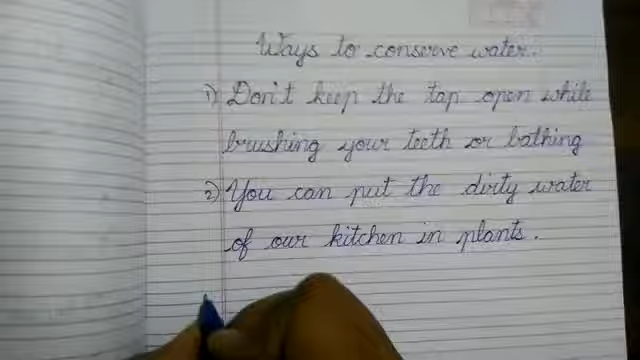 Ways to conserve water.
1) Don't keep the tap open while
brushing your teeth or bathing
2) You can put the dirty water
of our kitchen in plants.